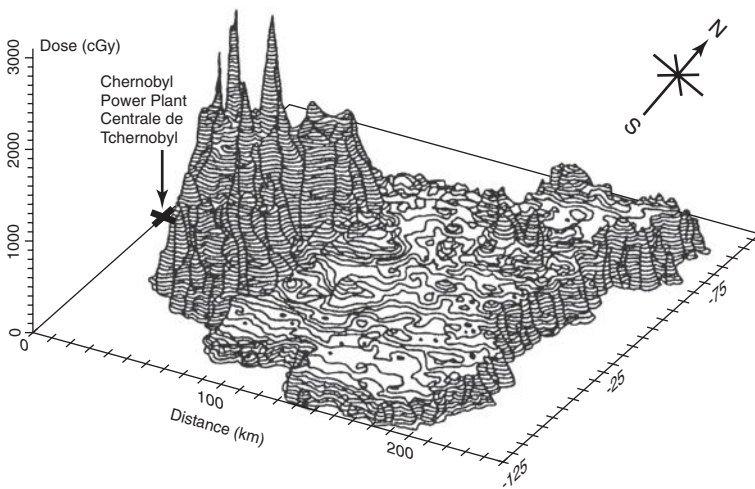 Dose (cGy)
3000
2000
1000
0
Chernobyl
Power Plant
Centrale de
Tchernobyl
N
S
0
100
200
Distance (km)
-125
-25
-75